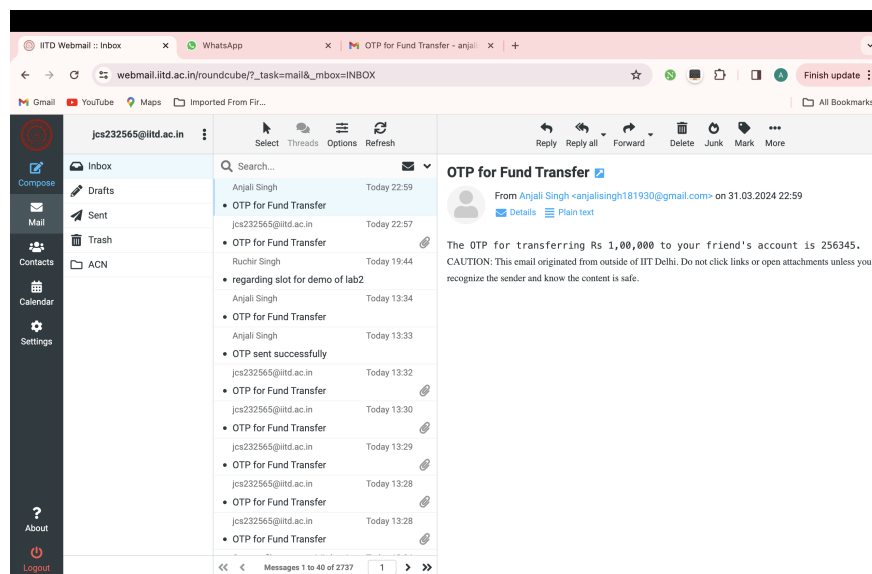 IITD Webmail :: Inbox
WhatsApp
OTP for Fund Transfer - anjali
webmail.iitd.ac.in/roundcube/?_task=mail&_mbox=INBOX
A
Finish update
Gmail
YouTube
Maps
Imported From Fir...
All Bookmarks
jcs232565@iitd.ac.in
Select
Threads
Options
Refresh
Reply
Reply all
Forward
Delete
Junk
Mark
More
Compose
Mail
Contacts
Calendar
Settings
About
Logout
Inbox
Drafts
Sent
Trash
ACN
Search...
Anjali Singh Today 22:59
• OTP for Fund Transfer
jcs232565@iitd.ac.in Today 22:57
• OTP for Fund Transfer
Ruchir Singh Today 19:44
• regarding slot for demo of lab2
Anjali Singh Today 13:34
• OTP for Fund Transfer
Anjali Singh Today 13:33
• OTP sent successfully
jcs232565@iitd.ac.in Today 13:32
• OTP for Fund Transfer
jcs232565@iitd.ac.in Today 13:30
• OTP for Fund Transfer
jcs232565@iitd.ac.in Today 13:29
• OTP for Fund Transfer
jcs232565@iitd.ac.in Today 13:28
• OTP for Fund Transfer
jcs232565@iitd.ac.in Today 13:28
• OTP for Fund Transfer
Messages 1 to 40 of 2737
1
OTP for Fund Transfer
From Anjali Singh <anjalisingh181930@gmail.com> on 31.03.2024 22:59
Details
Plain text
The OTP for transferring Rs 1,00,000 to your friend's account is 256345.
CAUTION: This email originated from outside of IIT Delhi. Do not click links or open attachments unless you
recognize the sender and know the content is safe.